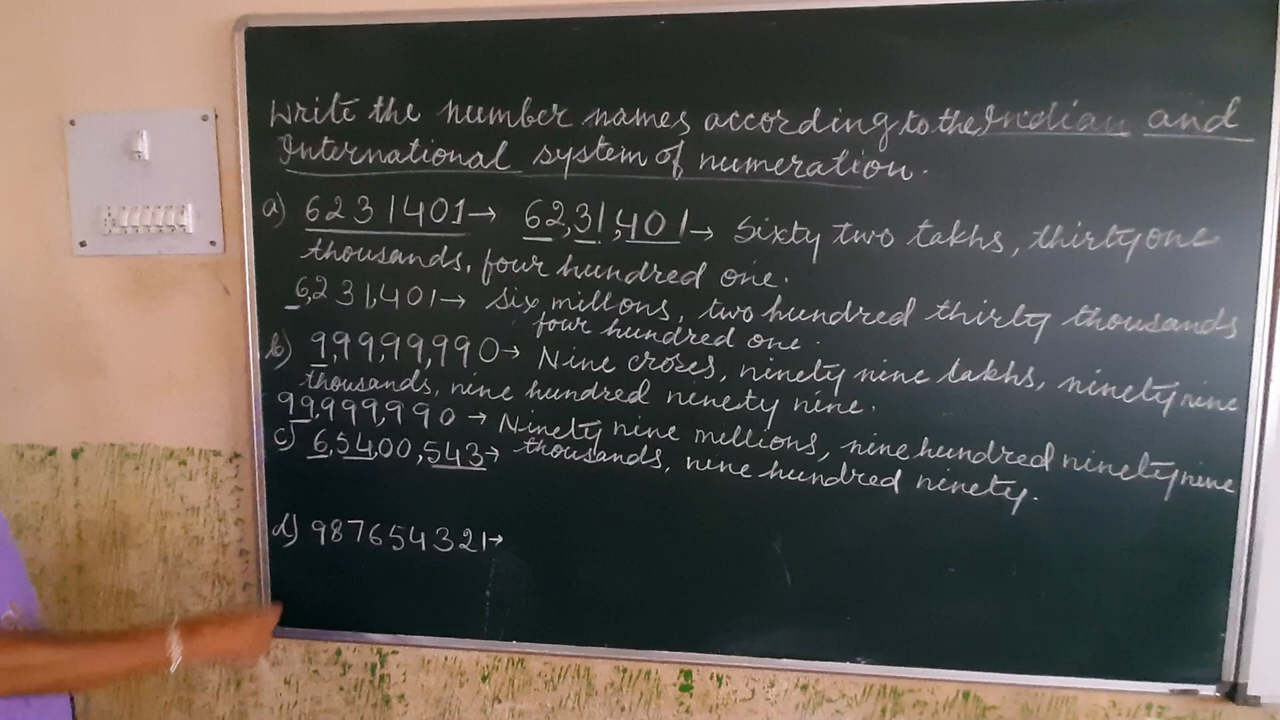 Write the number names according to the Indian and
International system of numeration.
a) 6231401→ 62,31,401→ Sixty two lakhs, thirty one
thousands, four hundred one.
6,231,401→ Six millons, two hundred thirty thousands
four hundred one.
b) 9,99,99,990→ Nine crores, ninety nine lakhs, ninety nine
thousands, nine hundred ninety nine.
99,999,990→ Ninety nine millions, nine hundred ninety nine
thousands, nine hundred ninety.
c) 6,5400,543→
d) 987654321→